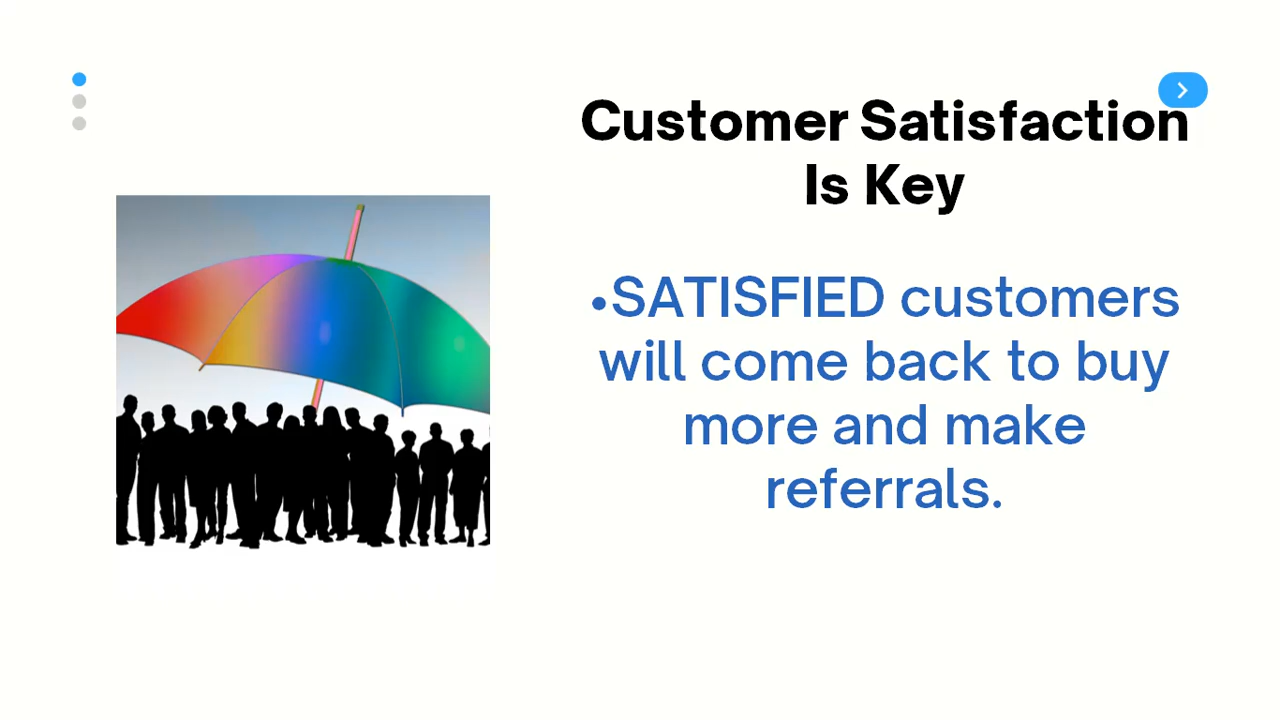 Customer Satisfaction
Is Key
•SATISFIED customers
will come back to buy
more and make
referrals.